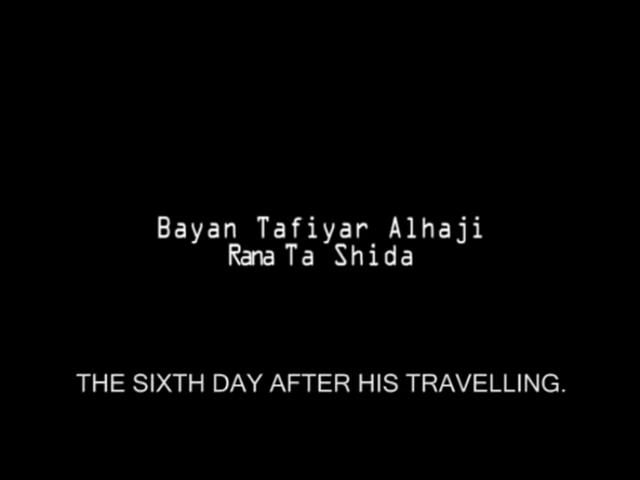 Bayan Tafiyar Alhaji
Rana Ta Shida
THE SIXTH DAY AFTER HIS TRAVELLING.